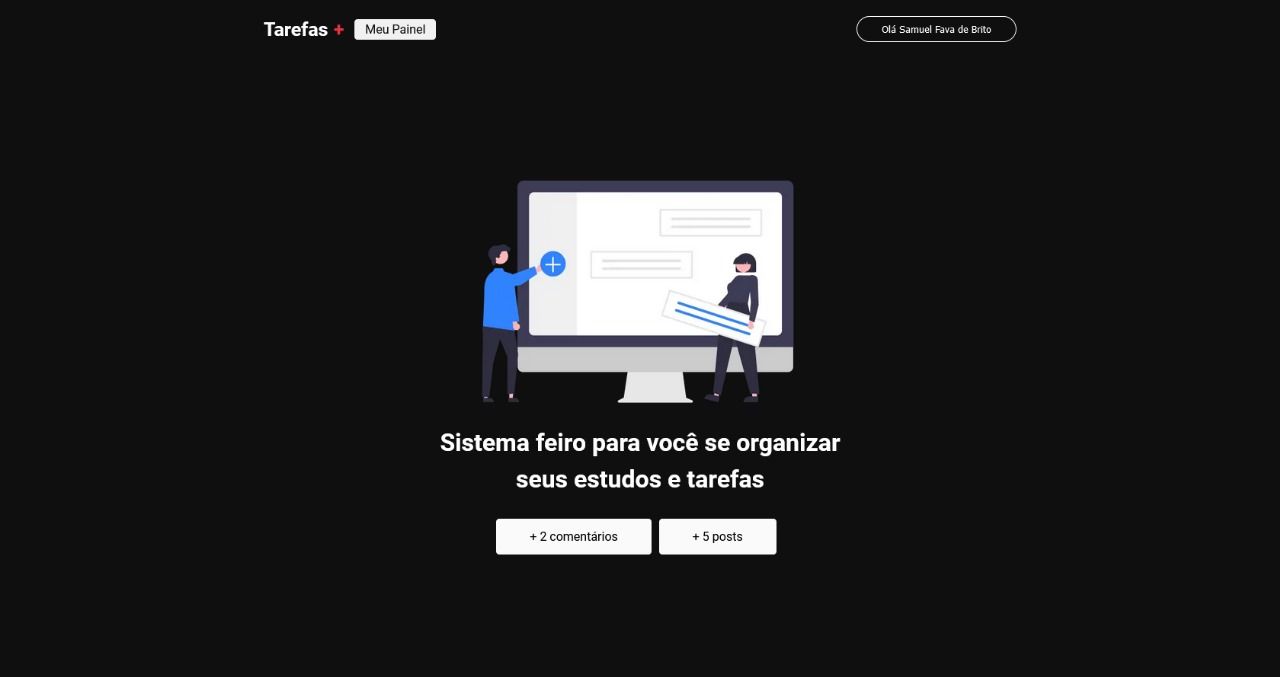 Tarefas + Meu Painel Olá Samuel Fava de Brito
Sistema feiro para você se organizar
seus estudos e tarefas
+ 2 comentários + 5 posts